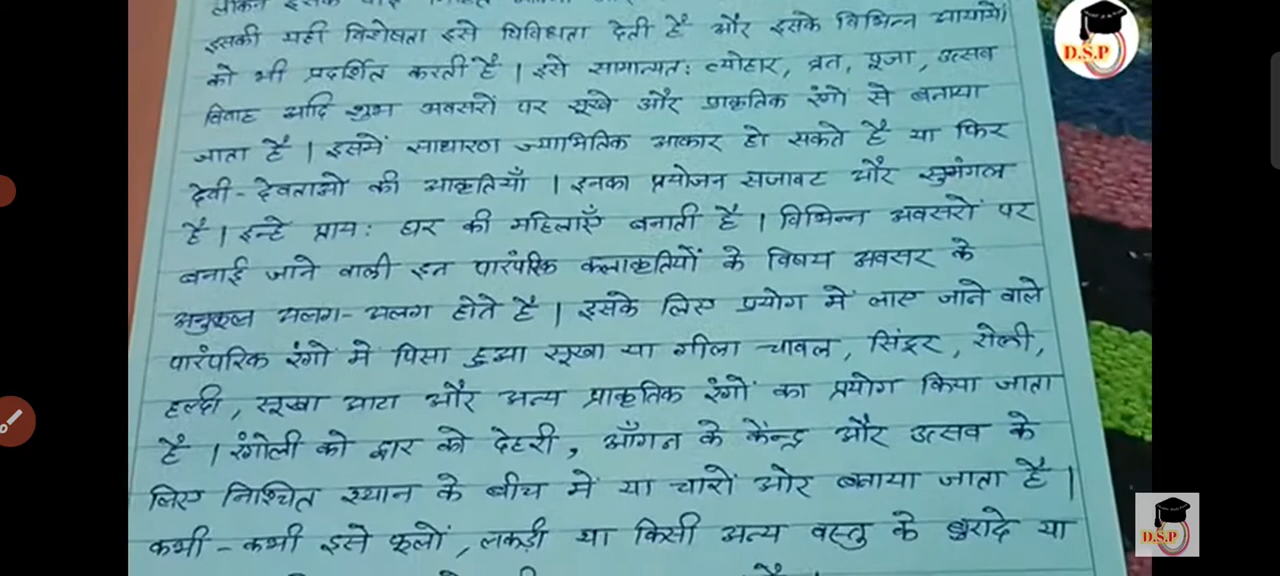 इसकी यही विशेषता इसे विविधता देती है और इसके विभिन्न आयामों
को भी प्रदर्शित करती है । इसे सामान्यत: त्योहार, व्रत, पूजा, उत्सव
विवाह आदि शुभ अवसरों पर सूखे और प्राकृतिक रंगो से बनाया
जाता है । इसमें साधारण ज्यामितिक आकार हो सकते है या फिर
देवी - देवताओ की आकृतियाँ । इनका प्रयोजन सजावट और सुमंगल
है । इन्हे प्राय: घर की महिलाएँ बनाती है । विभिन्न अवसरों पर
बनाई जाने वाली इन पारंपरिक कलाकृतियों के विषय अवसर के
अनुकूल अलग - अलग होते है । इसके लिए प्रयोग में लाए जाने वाले
पारंपरिक रंगो मे पिसा हुआ सूखा या गीला चावल, सिंदूर, रोली,
हल्दी, सूखा आटा और अन्य प्राकृतिक रंगों का प्रयोग किया जाता
है । रंगोली को द्वार को देहरी, आँगन के केंन्द्र और उत्सव के
लिए निश्चित स्थान के बीच में या चारों ओर बनाया जाता है ।
कभी - कभी इसे फूलों, लकड़ी या किसी अन्य वस्तु के बुरादे या
D.S.P
D.S.P